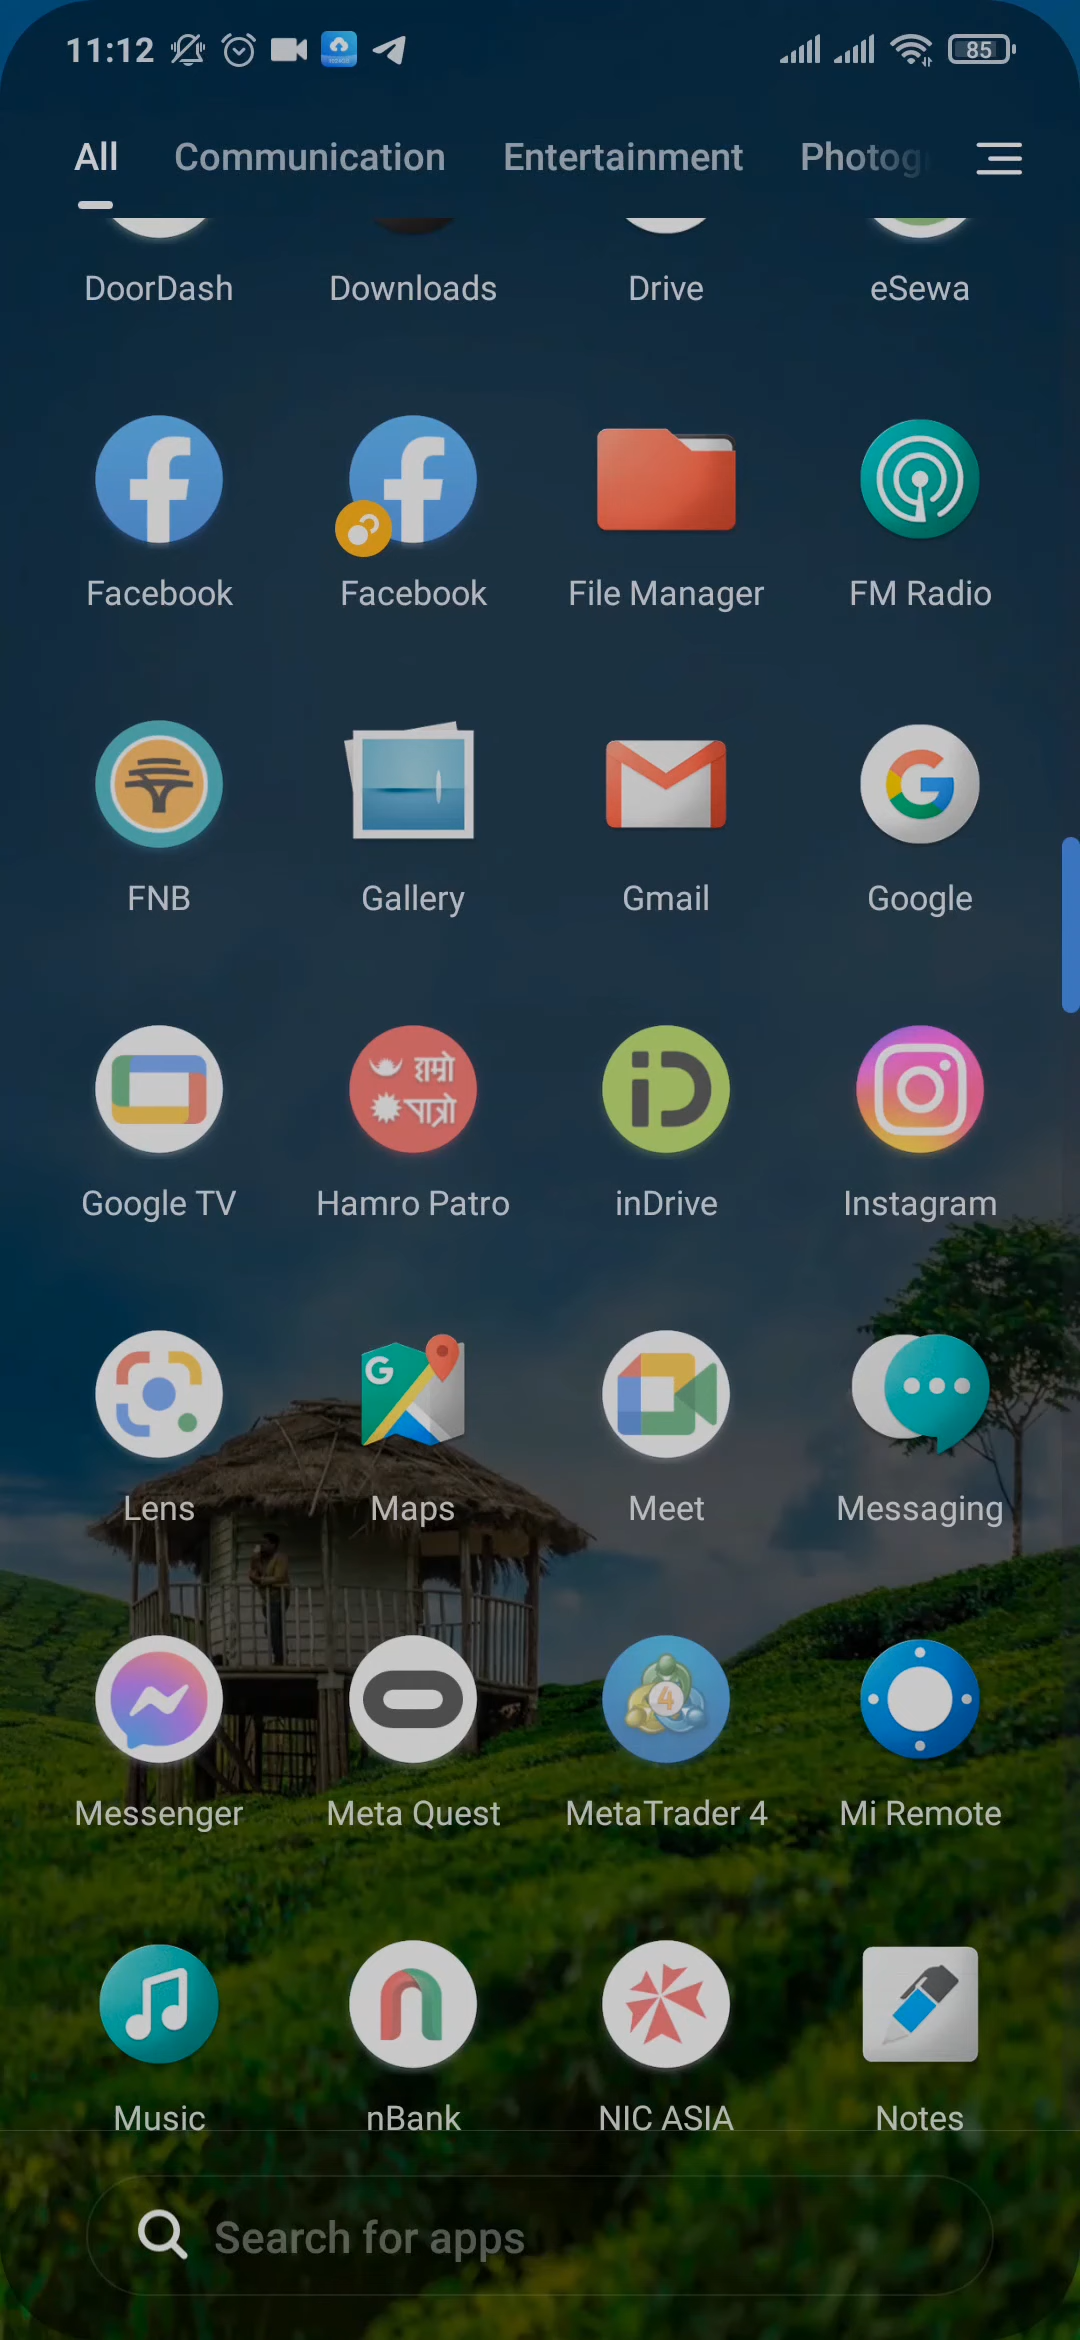 11:12 85
All Communication Entertainment Photog
DoorDash Downloads Drive eSewa
Facebook Facebook File Manager FM Radio
FNB Gallery Gmail Google
हाम्रो
पात्रो
Google TV Hamro Patro inDrive Instagram
Lens Maps Meet Messaging
4
Messenger Meta Quest MetaTrader 4 Mi Remote
Music nBank NIC ASIA Notes
Search for apps